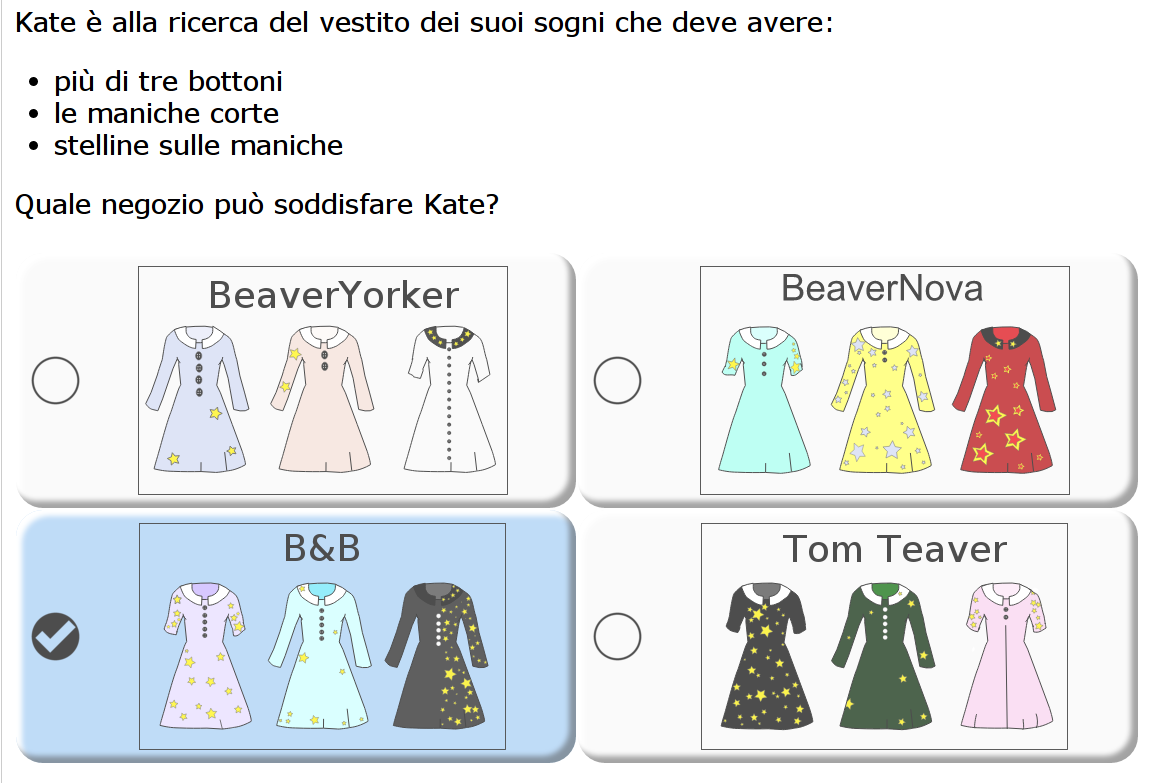 Kate è alla ricerca del vestito dei suoi sogni che deve avere:
• più di tre bottoni
• le maniche corte
• stelline sulle maniche
Quale negozio può soddisfare Kate?
BeaverYorker
BeaverNova
B&B
Tom Teaver